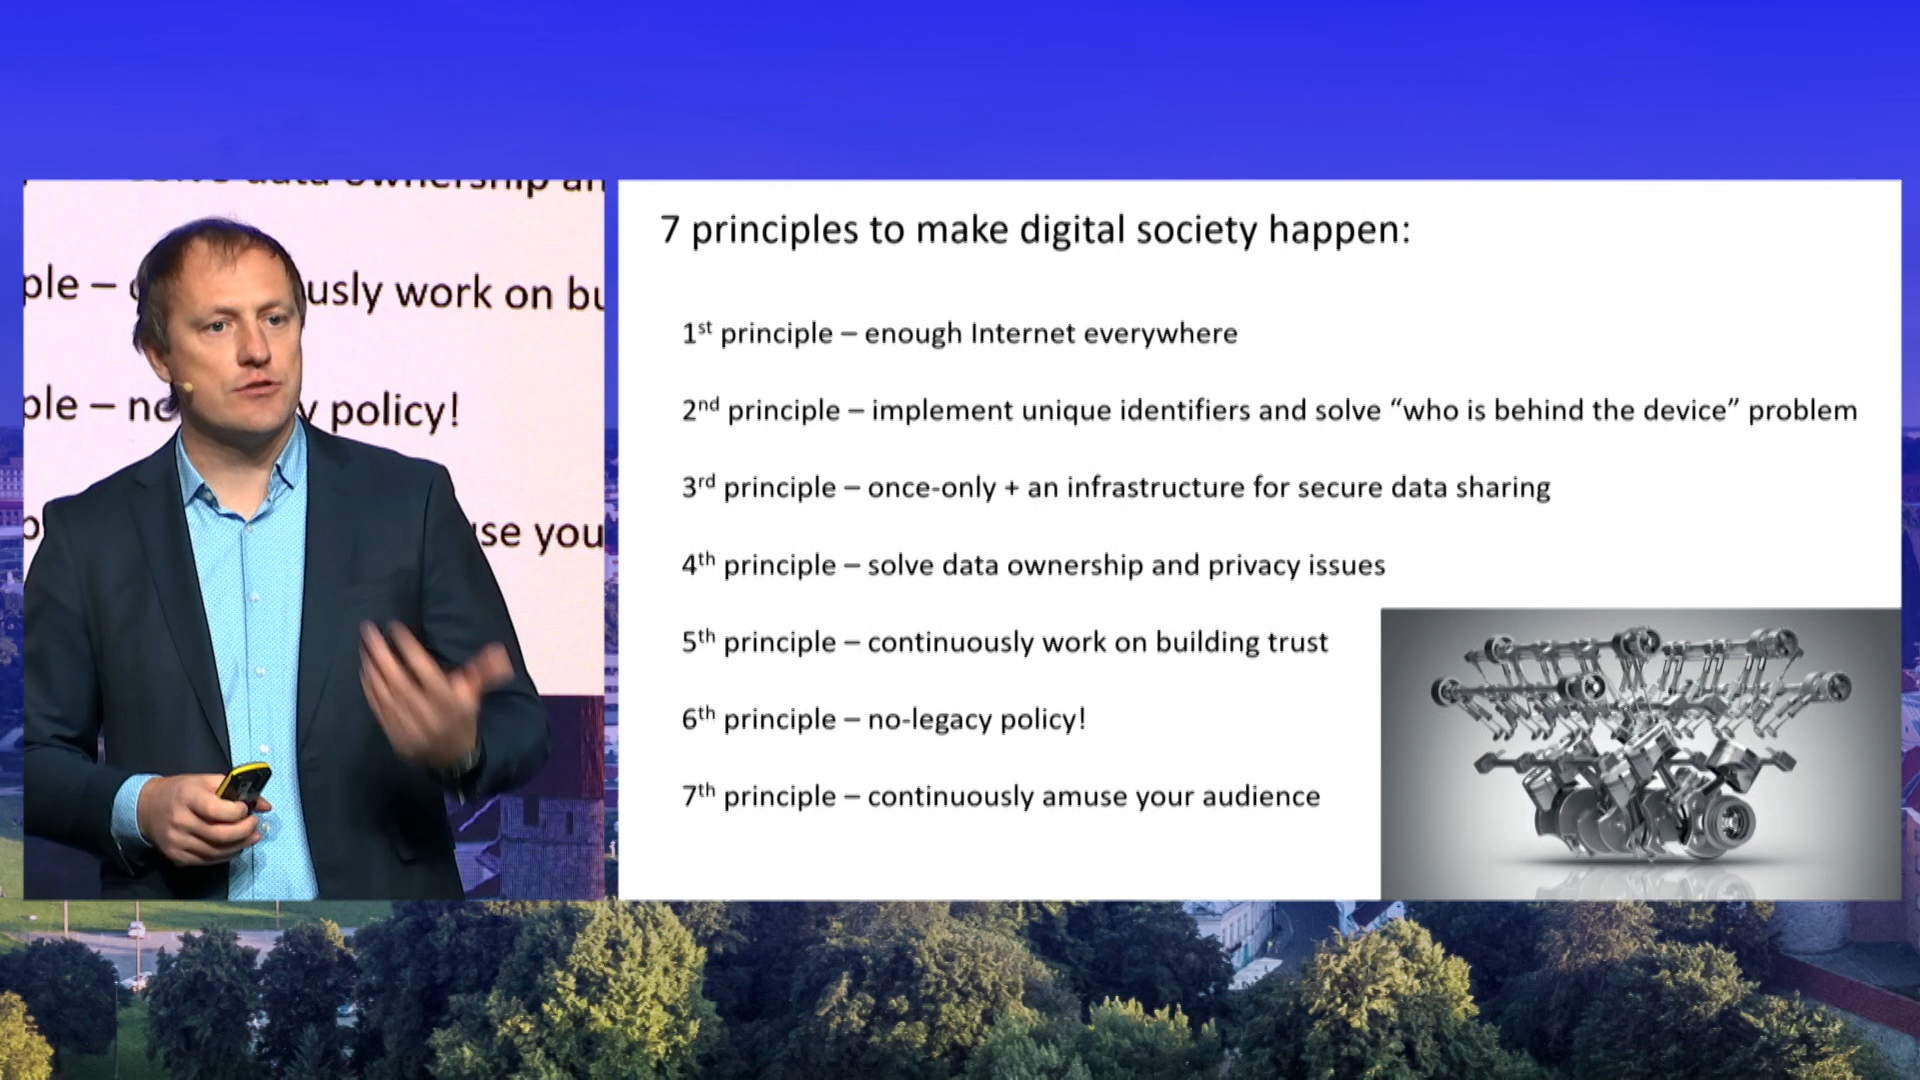 ple – usly work on
ple – policy!
se you
7 principles to make digital society happen:
1st principle – enough Internet everywhere
2nd principle – implement unique identifiers and solve “who is behind the device” problem
3rd principle – once-only + an infrastructure for secure data sharing
4th principle – solve data ownership and privacy issues
5th principle – continuously work on building trust
6th principle – no-legacy policy!
7th principle – continuously amuse your audience